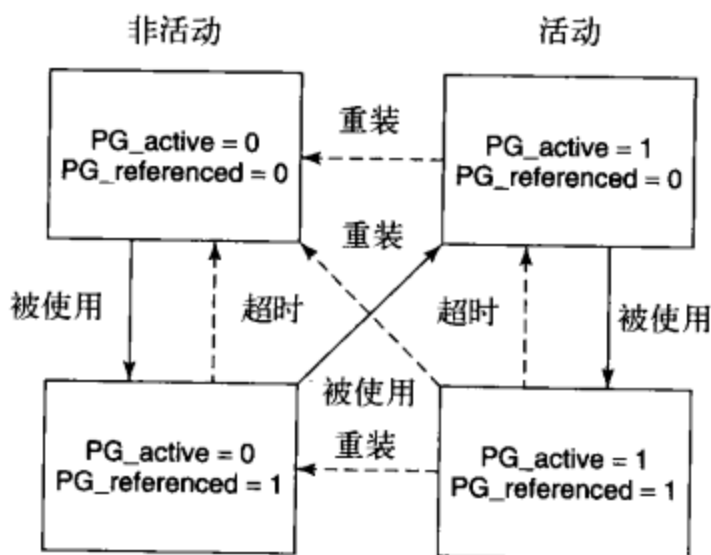 非活动
活动
PG_active = 0
PG_referenced = 0
重装
PG_active = 1
PG_referenced = 0
重装
被使用
超时
超时
被使用
被使用
PG_active = 0
PG_referenced = 1
重装
PG_active = 1
PG_referenced = 1